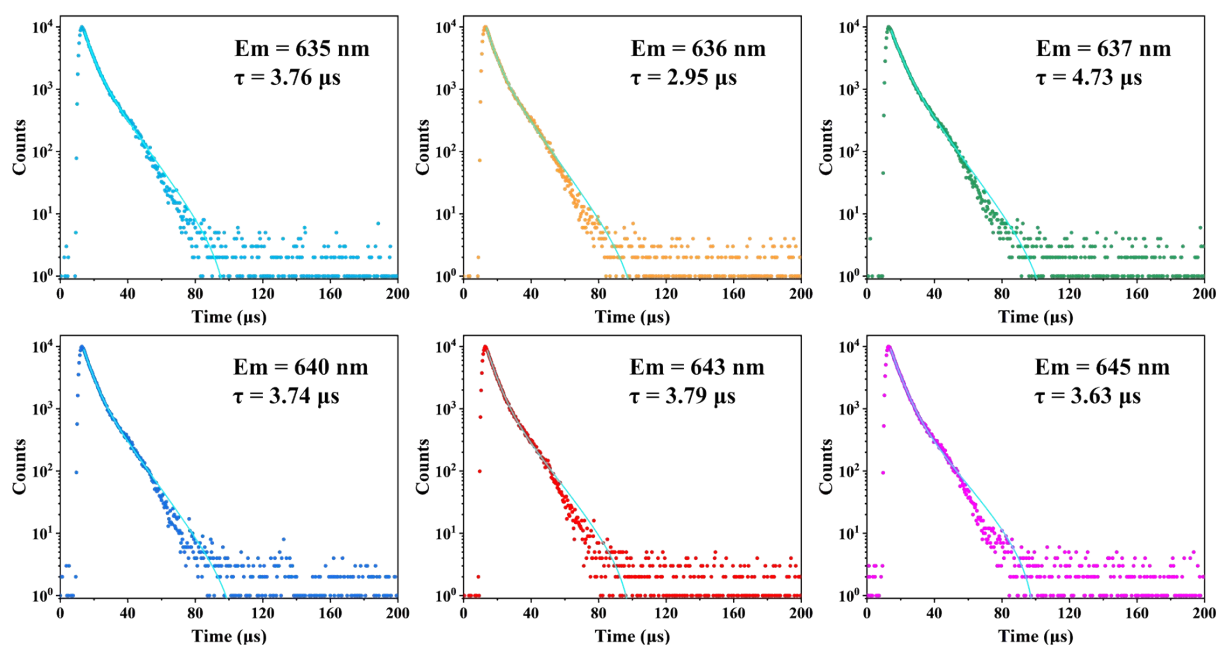 10⁴
10³
10²
10¹
10⁰
Counts
Em = 635 nm
τ = 3.76 μs
0 40 80 120 160 200
Time (μs)
10⁴
10³
10²
10¹
10⁰
Counts
Em = 636 nm
τ = 2.95 μs
0 40 80 120 160 200
Time (μs)
10⁴
10³
10²
10¹
10⁰
Counts
Em = 637 nm
τ = 4.73 μs
0 40 80 120 160 200
Time (μs)
10⁴
10³
10²
10¹
10⁰
Counts
Em = 640 nm
τ = 3.74 μs
0 40 80 120 160 200
Time (μs)
10⁴
10³
10²
10¹
10⁰
Counts
Em = 643 nm
τ = 3.79 μs
0 40 80 120 160 200
Time (μs)
10⁴
10³
10²
10¹
10⁰
Counts
Em = 645 nm
τ = 3.63 μs
0 40 80 120 160 200
Time (μs)